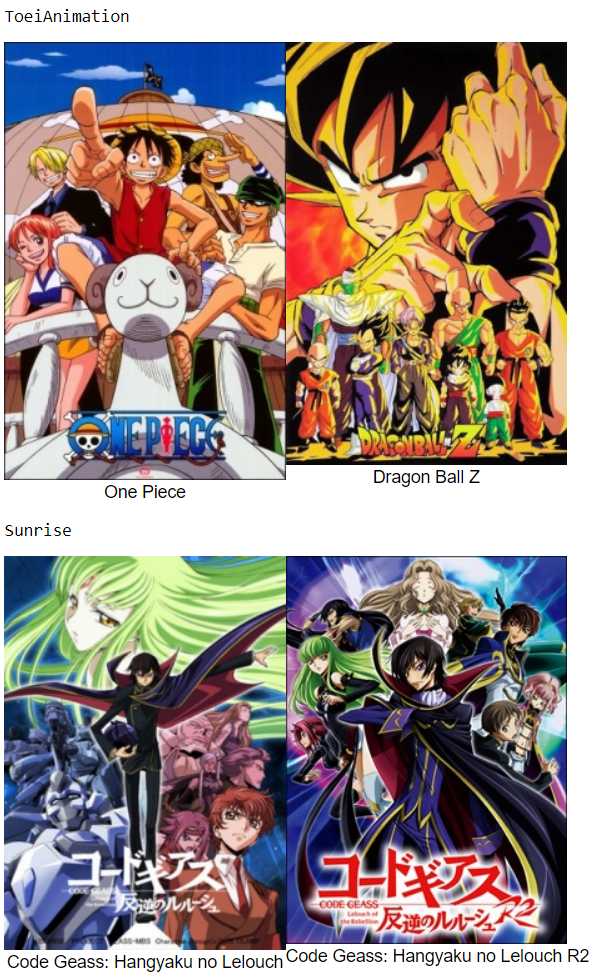 ToeiAnimation
ONE PIECE
DRAGONBALL Z
One Piece
Dragon Ball Z
Sunrise
コードギアス
CODE GEASS
反逆のルルーシュ
コードギアス
CODE GEASS
Lelouch of
the Rebellion
反逆のルルーシュ R2
Code Geass: Hangyaku no Lelouch
Code Geass: Hangyaku no Lelouch R2